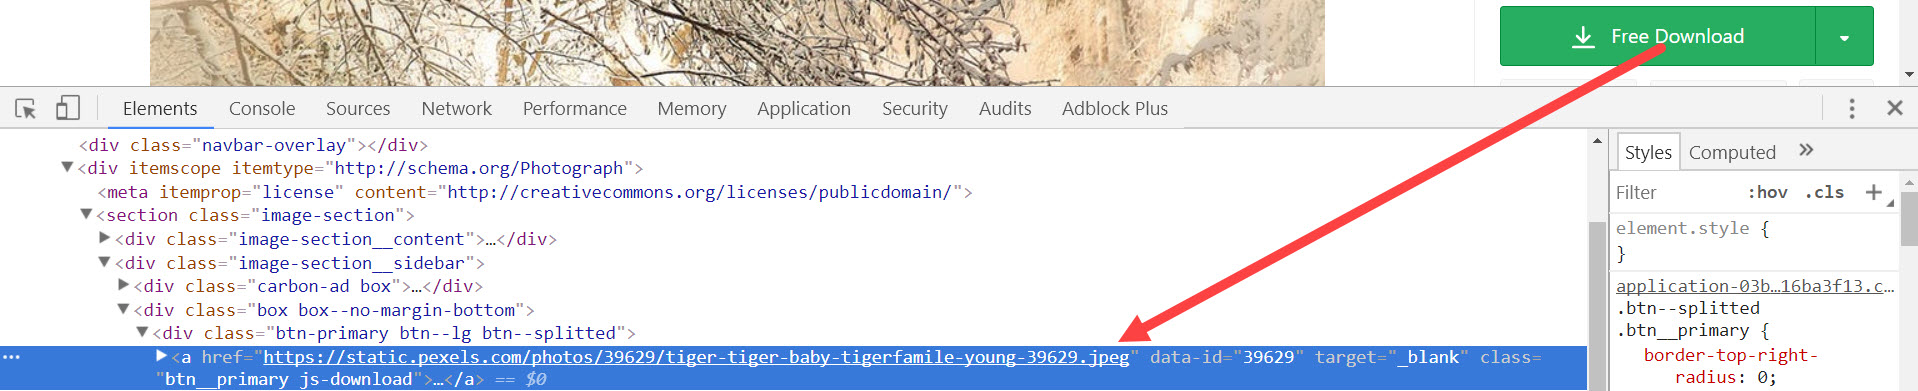 Free Download
Elements Console Sources Network Performance Memory Application Security Audits Adblock Plus
<div class="navbar-overlay"></div>
<div itemscope itemtype="http://schema.org/Photograph">
<meta itemprop="license" content="http://creativecommons.org/licenses/publicdomain/">
<section class="image-section">
<div class="image-section__content">…</div>
<div class="image-section__sidebar">
<div class="carbon-ad box">…</div>
<div class="box box--no-margin-bottom">
<div class="btn-primary btn--lg btn--splitted">
<a href="https://static.pexels.com/photos/39629/tiger-tiger-baby-tigerfamile-young-39629.jpeg" data-id="39629" target="_blank" class=
"btn__primary js-download">…</a> == $0
Styles Computed »
Filter :hov .cls +
element.style {
}
application-03b…16ba3f13.c…
.btn--splitted
.btn__primary {
border-top-right-
radius: 0;